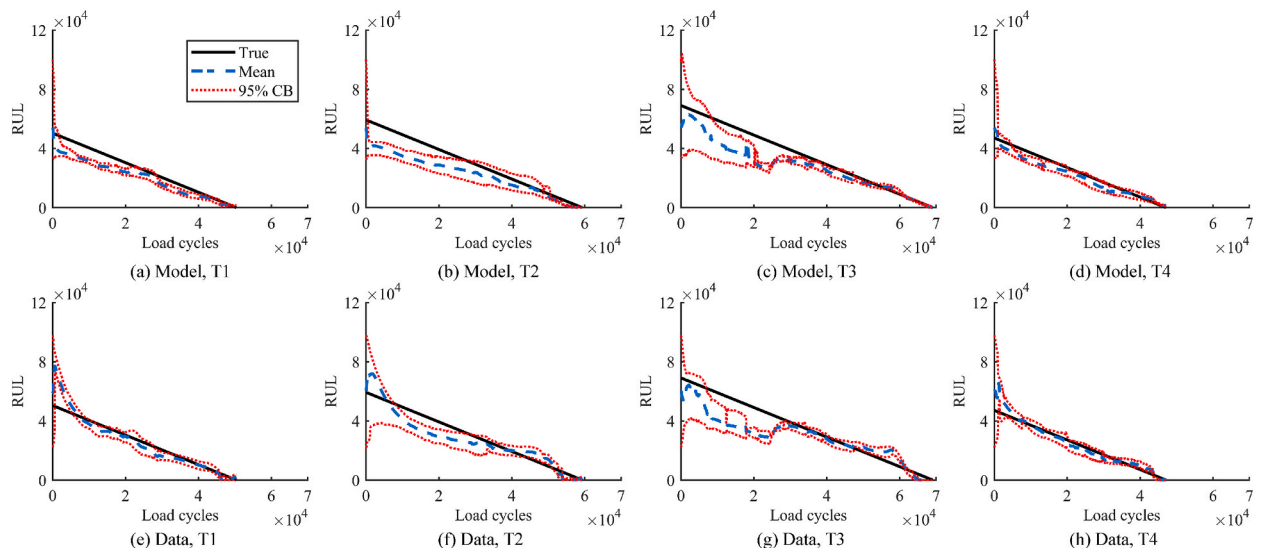 ×10⁴ ×10⁴ ×10⁴ ×10⁴
12 12 12 12
True
Mean
95% CB
8 8 8 8
RUL RUL RUL RUL
4 4 4 4
0 0 0 0
0 2 4 6 7 0 2 4 6 7 0 2 4 6 7 0 2 4 6 7
Load cycles Load cycles Load cycles Load cycles
×10⁴ ×10⁴ ×10⁴ ×10⁴
(a) Model, T1 (b) Model, T2 (c) Model, T3 (d) Model, T4
×10⁴ ×10⁴ ×10⁴ ×10⁴
12 12 12 12
8 8 8 8
RUL RUL RUL RUL
4 4 4 4
0 0 0 0
0 2 4 6 7 0 2 4 6 7 0 2 4 6 7 0 2 4 6 7
Load cycles Load cycles Load cycles Load cycles
×10⁴ ×10⁴ ×10⁴ ×10⁴
(e) Data, T1 (f) Data, T2 (g) Data, T3 (h) Data, T4